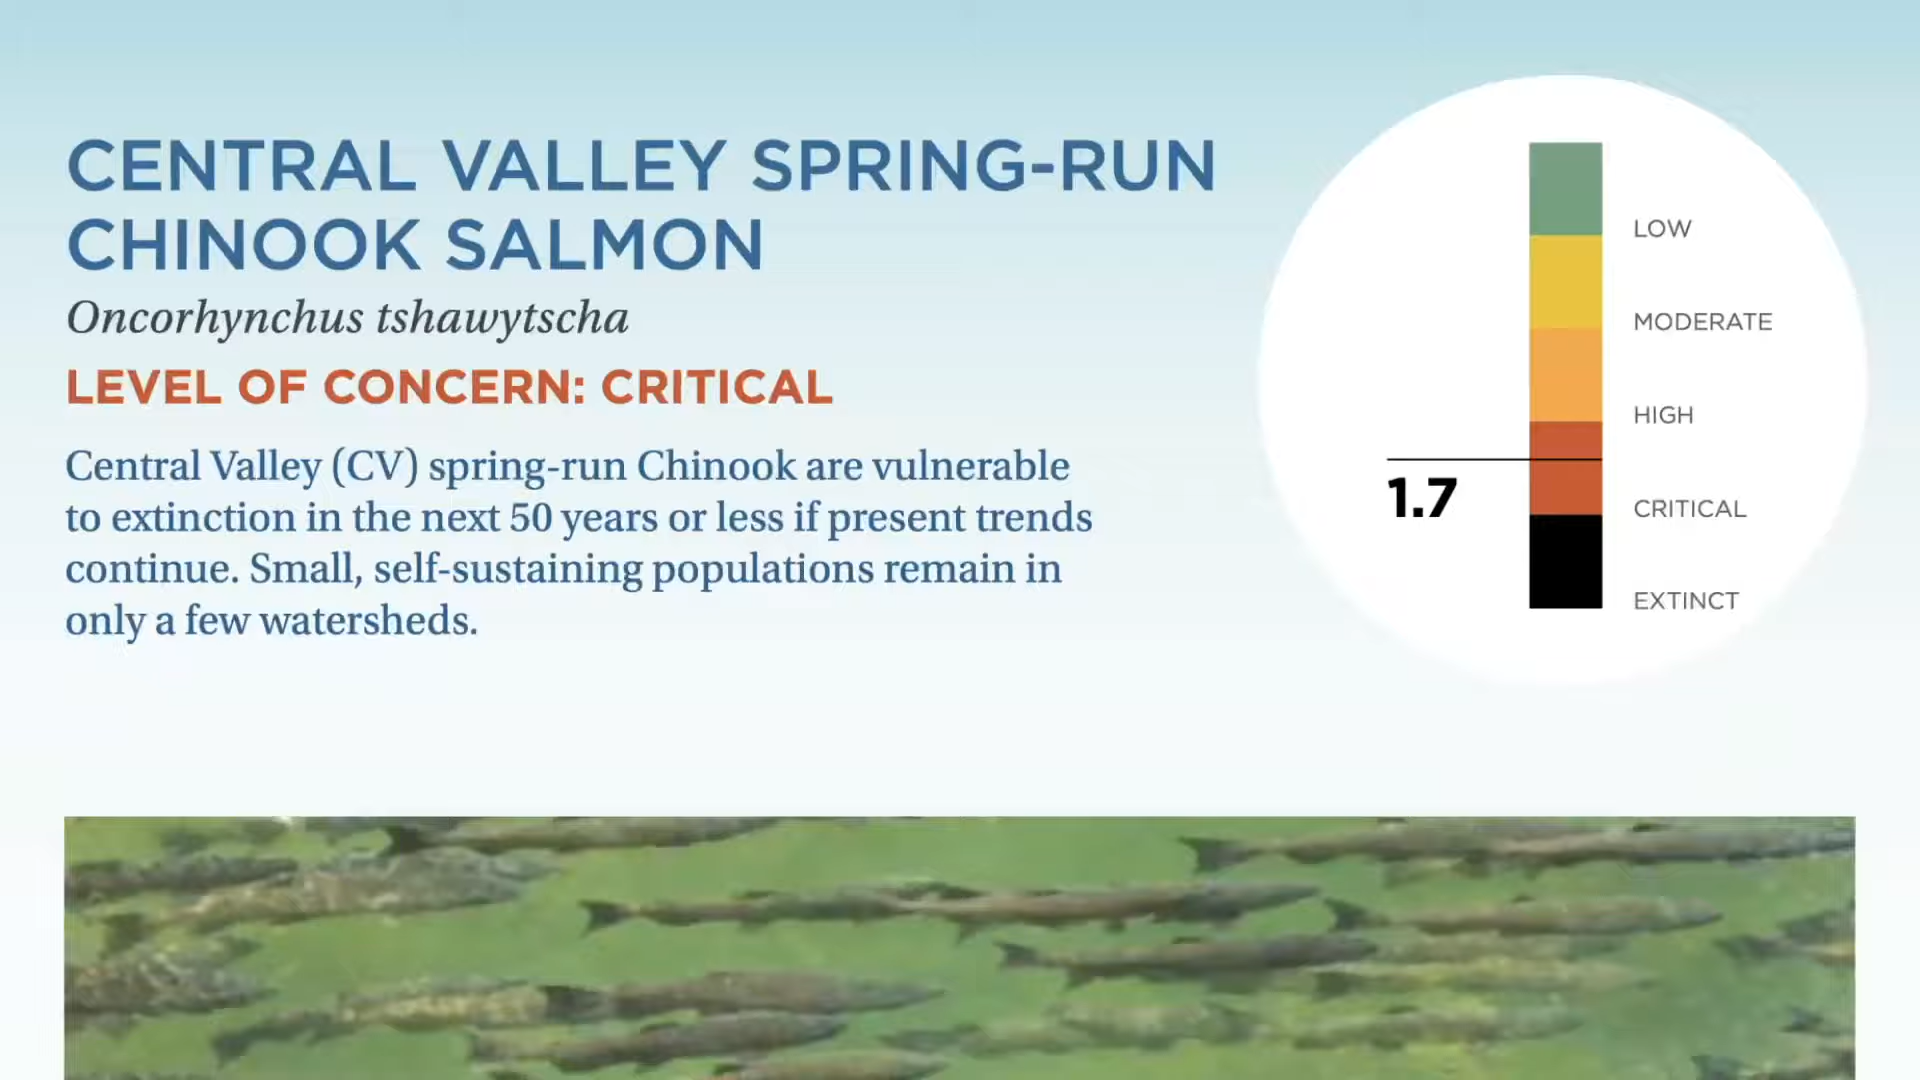 CENTRAL VALLEY SPRING-RUN
CHINOOK SALMON
Oncorhynchus tshawytscha
LEVEL OF CONCERN: CRITICAL
Central Valley (CV) spring-run Chinook are vulnerable
to extinction in the next 50 years or less if present trends
continue. Small, self-sustaining populations remain in
only a few watersheds.
LOW
MODERATE
HIGH
1.7
CRITICAL
EXTINCT